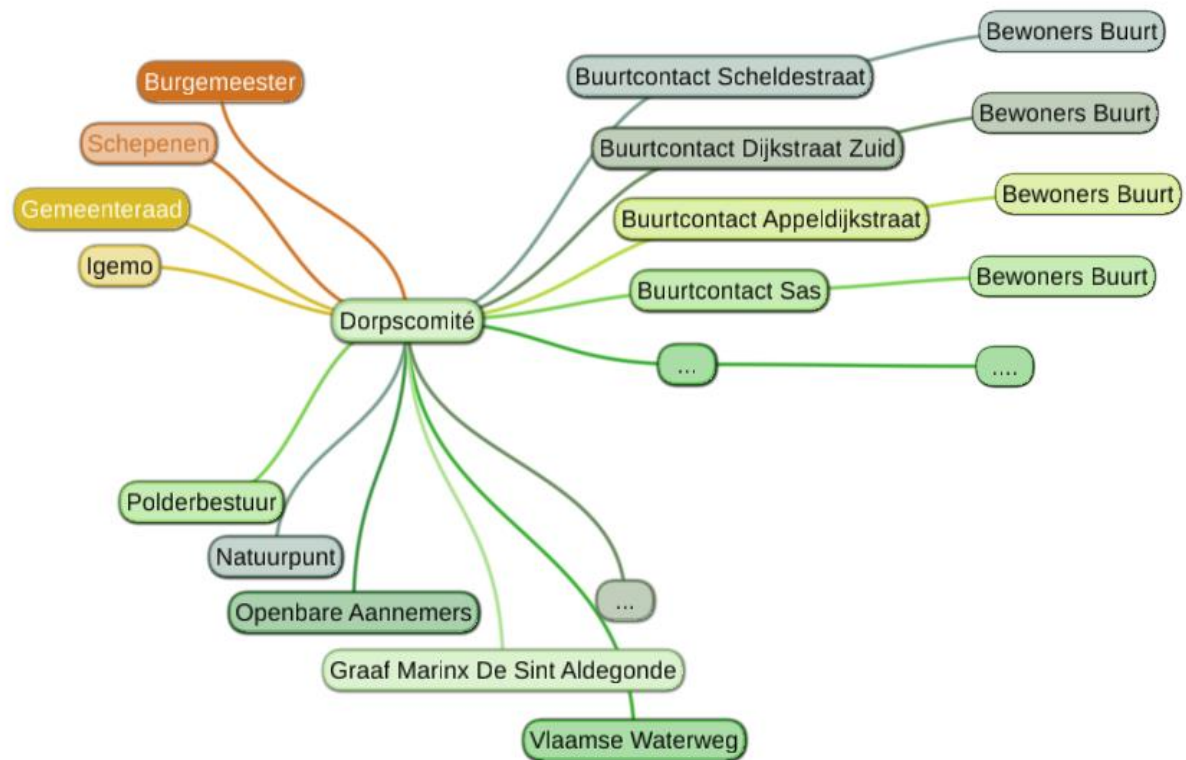 Bewoners Buurt
Buurtcontact Scheldestraat
Burgemeester
Bewoners Buurt
Buurtcontact Dijkstraat Zuid
Schepenen
Bewoners Buurt
Buurtcontact Appeldijkstraat
Gemeenteraad
Igemo
Bewoners Buurt
Buurtcontact Sas
Dorpscomité
...
....
Polderbestuur
Natuurpunt
...
Openbare Aannemers
Graaf Marinx De Sint Aldegonde
Vlaamse Waterweg